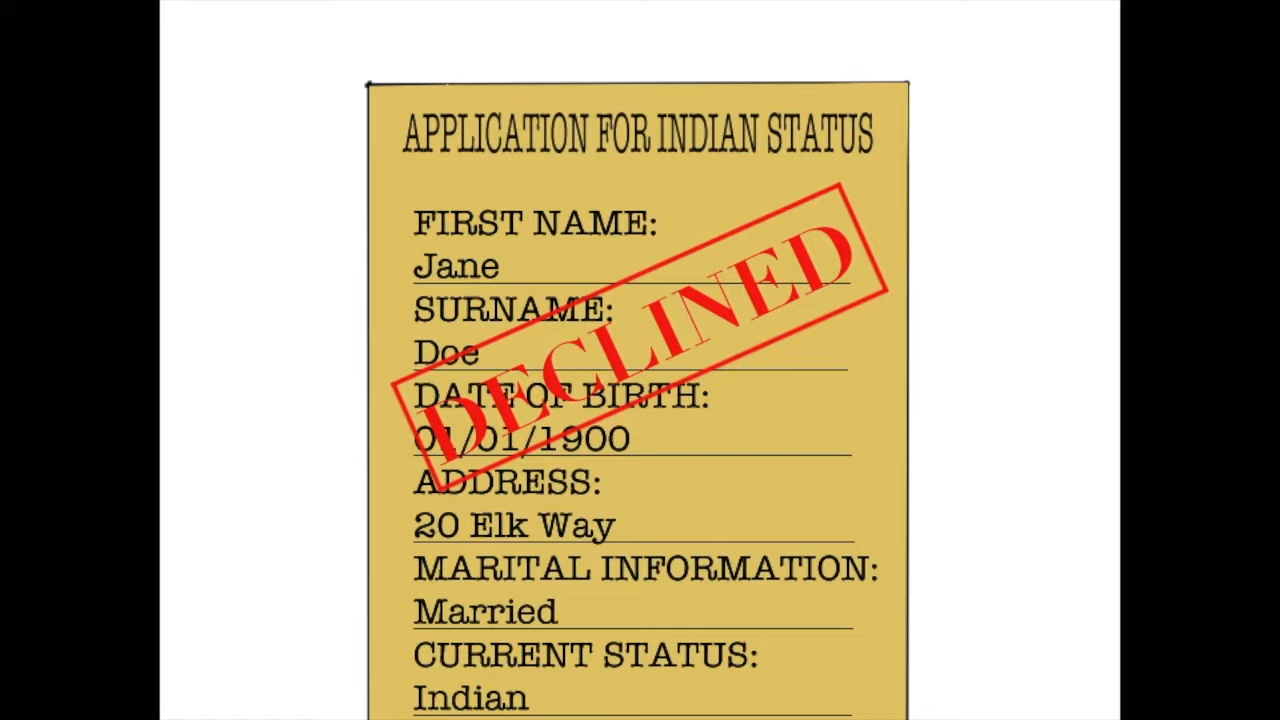 APPLICATION FOR INDIAN STATUS
FIRST NAME:
Jane
SURNAME:
Doe
DATE OF BIRTH:
01/01/1900
ADDRESS:
20 Elk Way
MARITAL INFORMATION:
Married
CURRENT STATUS:
Indian
DECLINED